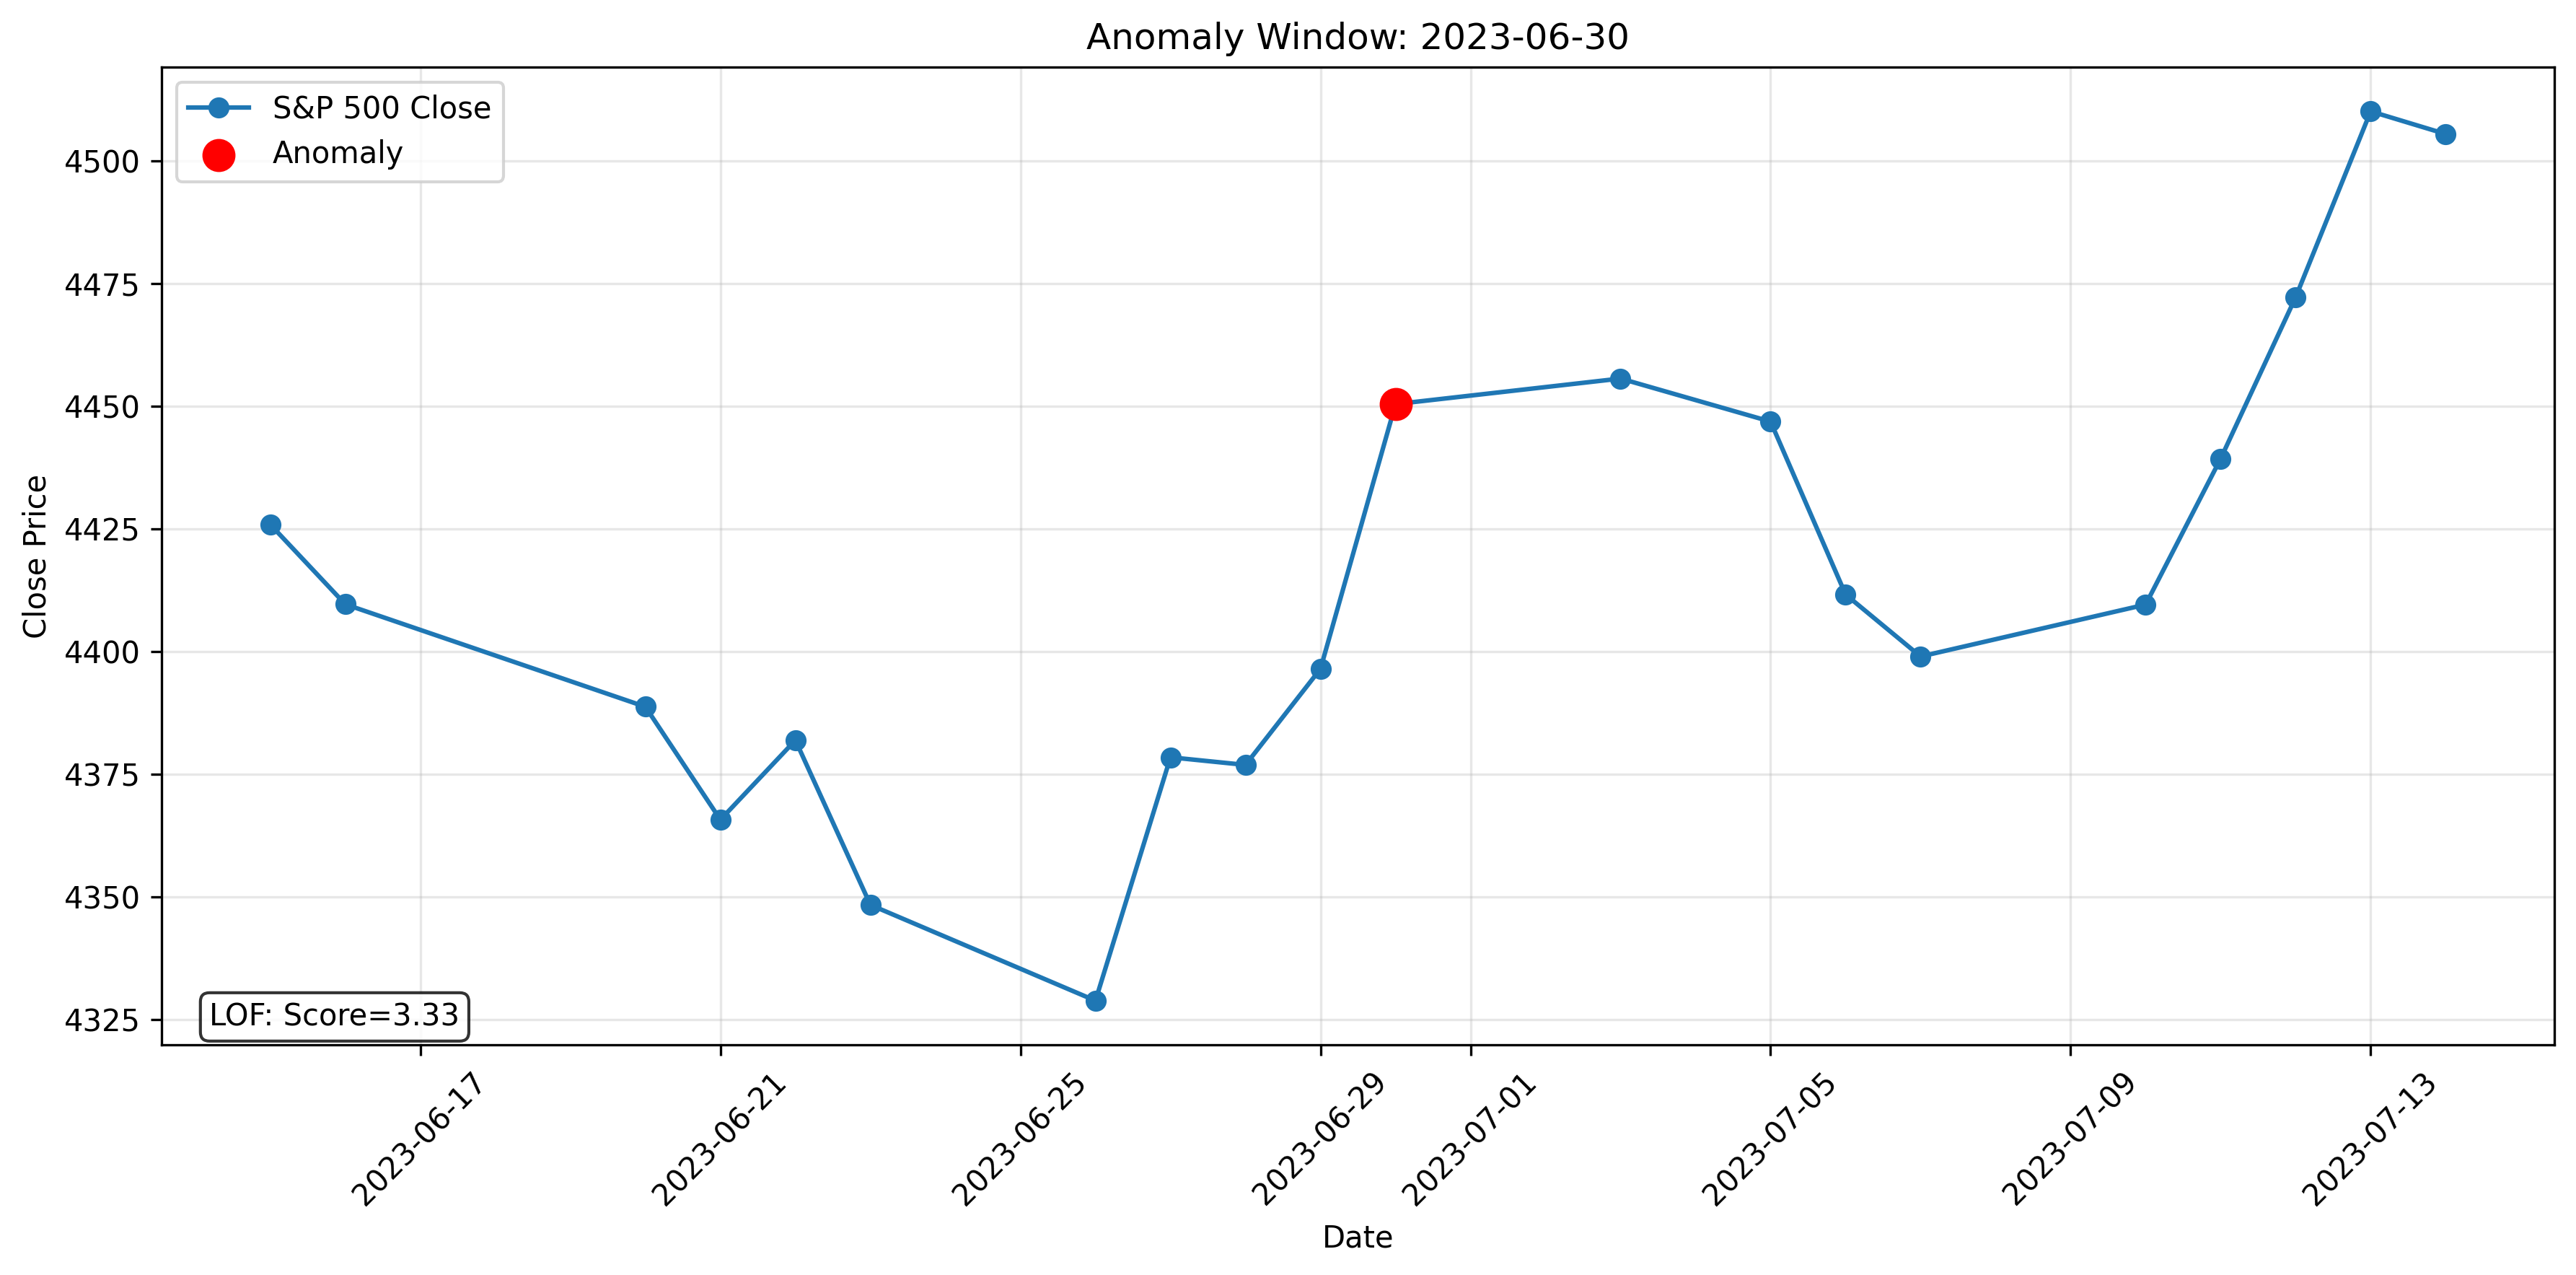 Anomaly Window: 2023-06-30
S&P 500 Close
Anomaly
4500
4475
4450
4425
4400
4375
4350
4325
Close Price
LOF: Score=3.33
2023-06-17
2023-06-21
2023-06-25
2023-06-29
2023-07-01
2023-07-05
2023-07-09
2023-07-13
Date